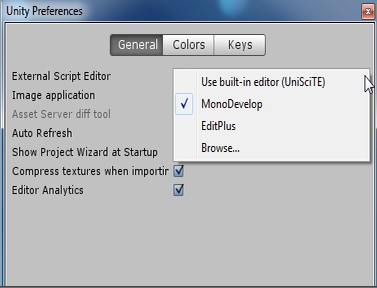 Unity Preferences
General Colors Keys
External Script Editor
Use built-in editor (UniSciTE)
Image application
MonoDevelop
Asset Server diff tool
EditPlus
Auto Refresh
Show Project Wizard at Startup
Browse...
Compress textures when importir
Editor Analytics